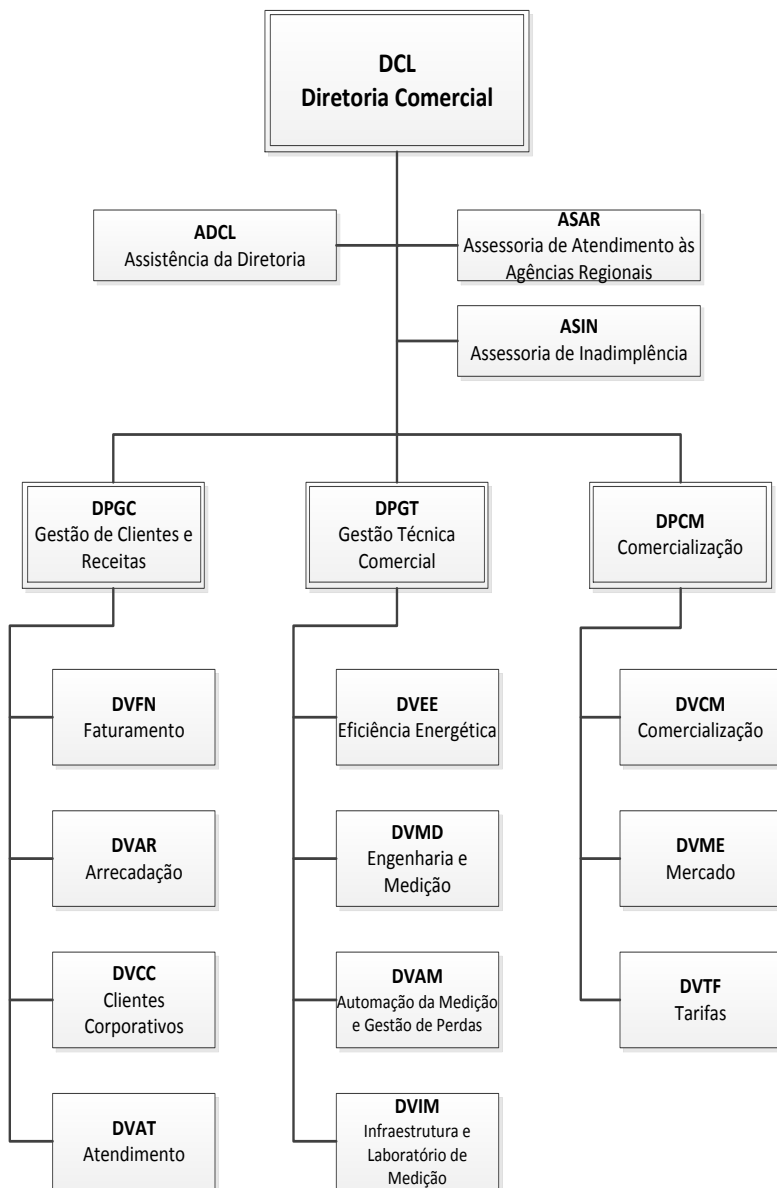 DCL
Diretoria Comercial
ADCL
Assistência da Diretoria
ASAR
Assessoria de Atendimento às
Agências Regionais
ASIN
Assessoria de Inadimplência
DPGC
Gestão de Clientes e
Receitas
DPGT
Gestão Técnica
Comercial
DPCM
Comercialização
DVFN
Faturamento
DVEE
Eficiência Energética
DVCM
Comercialização
DVAR
Arrecadação
DVMD
Engenharia e
Medição
DVME
Mercado
DVCC
Clientes
Corporativos
DVAM
Automação da Medição
e Gestão de Perdas
DVTF
Tarifas
DVAT
Atendimento
DVIM
Infraestrutura e
Laboratório de
Medição